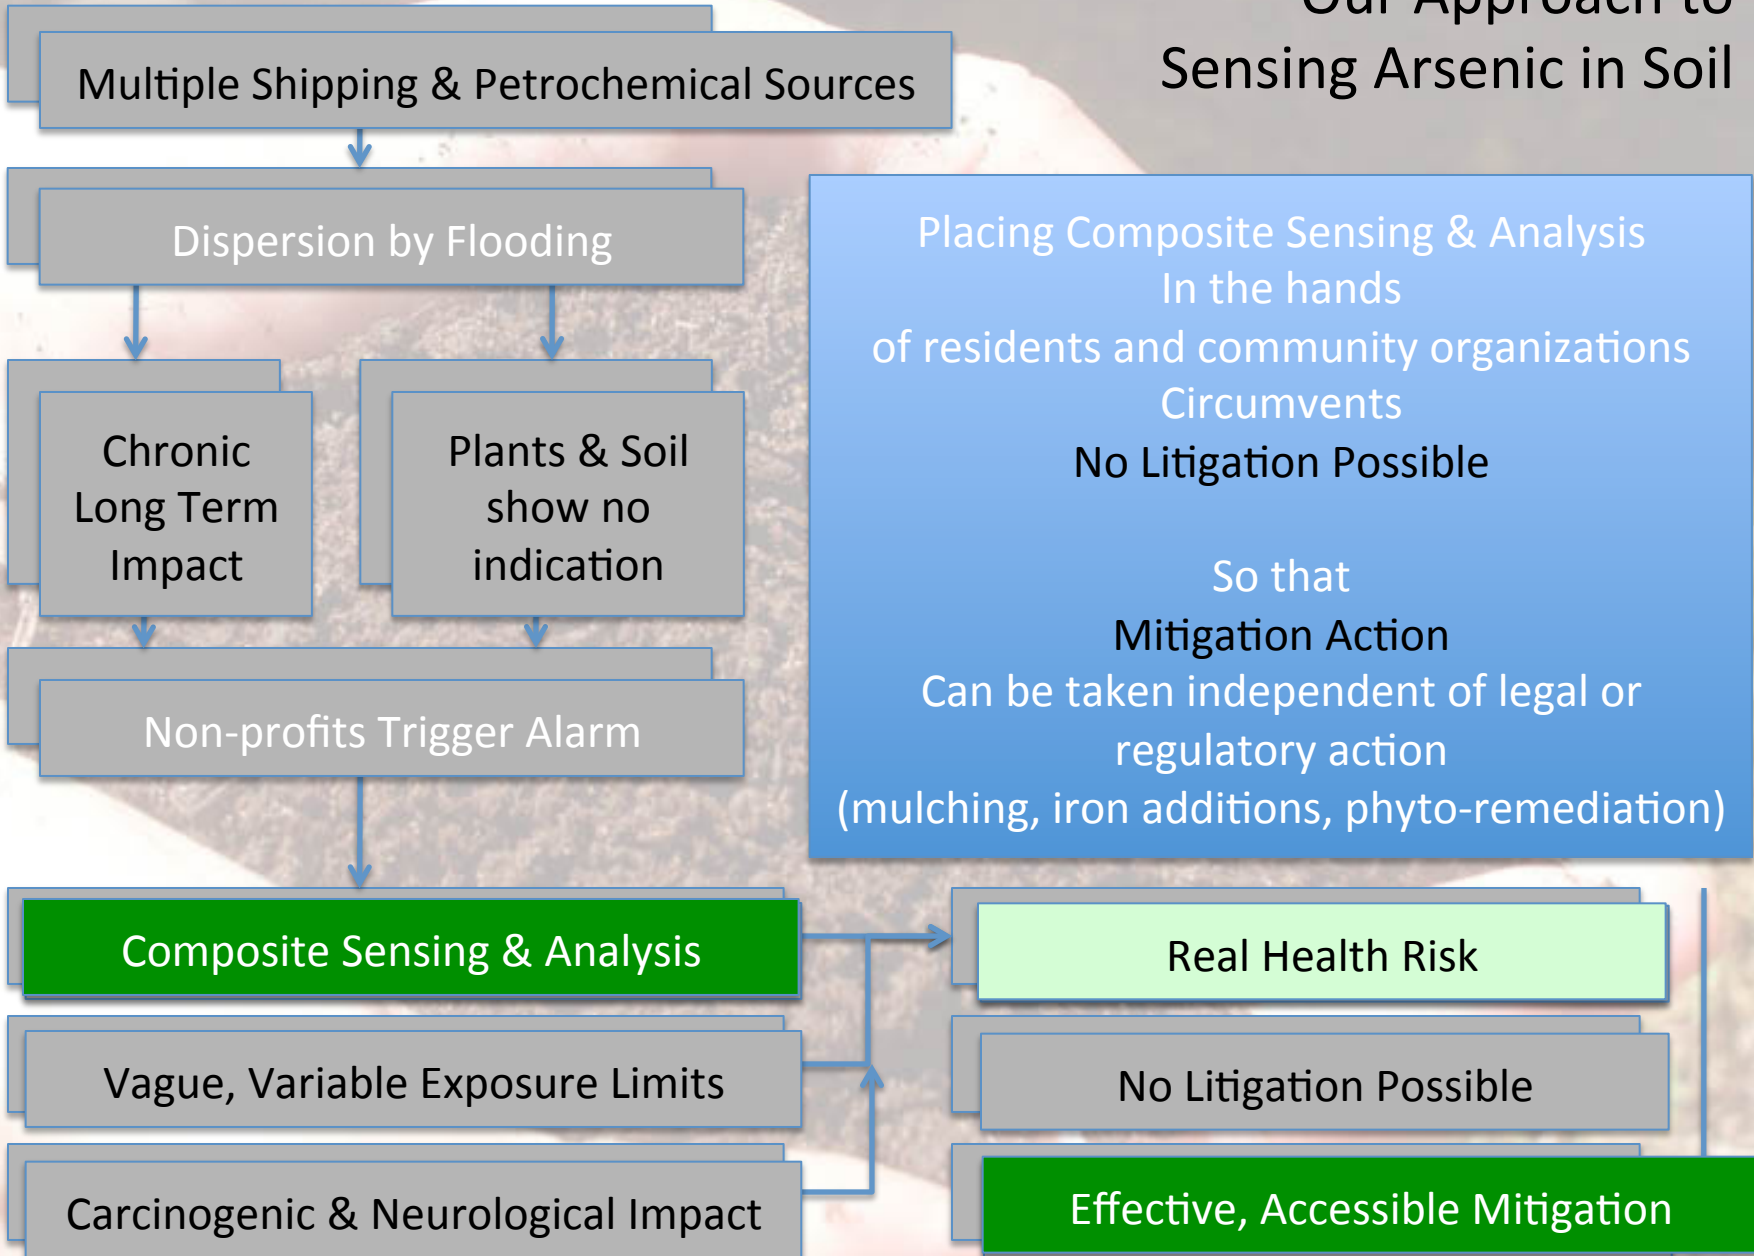 Our Approach to
Sensing Arsenic in Soil
Multiple Shipping & Petrochemical Sources
Dispersion by Flooding
Chronic
Long Term
Impact
Plants & Soil
show no
indication
Non-profits Trigger Alarm
Placing Composite Sensing & Analysis
In the hands
of residents and community organizations
Circumvents
No Litigation Possible
So that
Mitigation Action
Can be taken independent of legal or
regulatory action
(mulching, iron additions, phyto-remediation)
Composite Sensing & Analysis
Vague, Variable Exposure Limits
Carcinogenic & Neurological Impact
Real Health Risk
No Litigation Possible
Effective, Accessible Mitigation